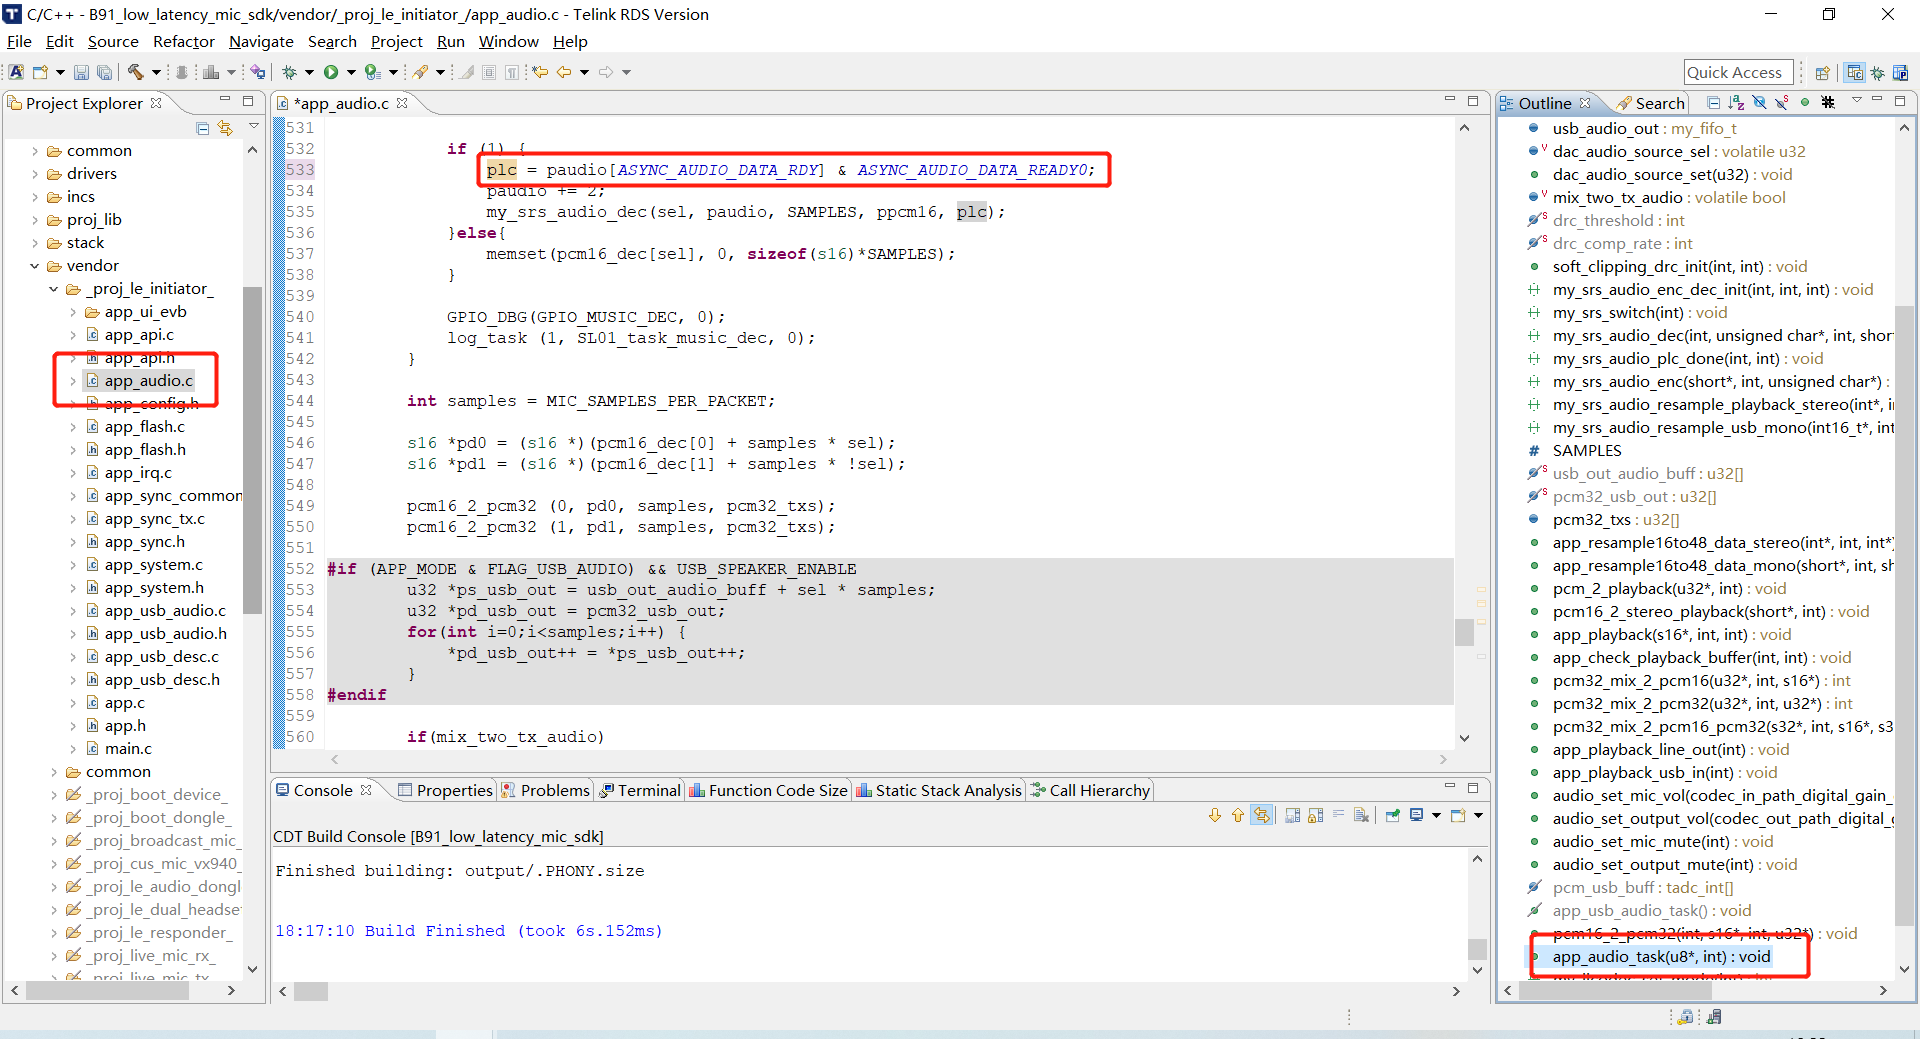 C/C++ - B91_low_latency_mic_sdk/vendor/_proj_le_initiator_/app_audio.c - Telink RDS Version
File Edit Source Refactor Navigate Search Project Run Window Help
Quick Access
Project Explorer
common
drivers
incs
proj_lib
stack
vendor
_proj_le_initiator_
app_ui_evb
app_api.c
app_api.h
app_audio.c
app_config.h
app_flash.c
app_flash.h
app_irq.c
app_sync_common
app_sync_tx.c
app_sync.h
app_system.c
app_system.h
app_usb_audio.c
app_usb_audio.h
app_usb_desc.c
app_usb_desc.h
app.c
app.h
main.c
common
_proj_boot_device_
_proj_boot_dongle_
_proj_broadcast_mic_
_proj_cus_mic_vx940_
_proj_le_audio_dongl
_proj_le_dual_headset
_proj_le_responder_
_proj_live_mic_rx_
_proj_live_mic_tx_
*app_audio.c
531
532 if (1) {
533 plc = paudio[ASYNC_AUDIO_DATA_RDY] & ASYNC_AUDIO_DATA_READY0;
534 paudio += 2;
535 my_srs_audio_dec(sel, paudio, SAMPLES, ppcm16, plc);
536 }else{
537 memset(pcm16_dec[sel], 0, sizeof(s16)*SAMPLES);
538 }
539
540 GPIO_DBG(GPIO_MUSIC_DEC, 0);
541 log_task (1, SL01_task_music_dec, 0);
542 }
543
544 int samples = MIC_SAMPLES_PER_PACKET;
545
546 s16 *pd0 = (s16 *)(pcm16_dec[0] + samples * sel);
547 s16 *pd1 = (s16 *)(pcm16_dec[1] + samples * !sel);
548
549 pcm16_2_pcm32 (0, pd0, samples, pcm32_txs);
550 pcm16_2_pcm32 (1, pd1, samples, pcm32_txs);
551
552 #if (APP_MODE & FLAG_USB_AUDIO) && USB_SPEAKER_ENABLE
553 u32 *ps_usb_out = usb_out_audio_buff + sel * samples;
554 u32 *pd_usb_out = pcm32_usb_out;
555 for(int i=0;i<samples;i++) {
556 *pd_usb_out++ = *ps_usb_out++;
557 }
558 #endif
559
560 if(mix_two_tx_audio)
Console Properties Problems Terminal Function Code Size Static Stack Analysis Call Hierarchy
CDT Build Console [B91_low_latency_mic_sdk]
Finished building: output/.PHONY.size
18:17:10 Build Finished (took 6s.152ms)
Outline Search
usb_audio_out : my_fifo_t
dac_audio_source_sel : volatile u32
dac_audio_source_set(u32) : void
mix_two_tx_audio : volatile bool
drc_threshold : int
drc_comp_rate : int
soft_clipping_drc_init(int, int) : void
my_srs_audio_enc_dec_init(int, int, int) : void
my_srs_switch(int) : void
my_srs_audio_dec(int, unsigned char*, int, shor
my_srs_audio_plc_done(int, int) : void
my_srs_audio_enc(short*, int, unsigned char*) :
my_srs_audio_resample_playback_stereo(int*, i
my_srs_audio_resample_usb_mono(int16_t*, int
SAMPLES
usb_out_audio_buff : u32[]
pcm32_usb_out : u32[]
pcm32_txs : u32[]
app_resample16to48_data_stereo(int*, int, int*)
app_resample16to48_data_mono(short*, int, sh
pcm_2_playback(u32*, int) : void
pcm16_2_stereo_playback(short*, int) : void
app_playback(s16*, int, int) : void
app_check_playback_buffer(int, int) : void
pcm32_mix_2_pcm16(u32*, int, s16*) : int
pcm32_mix_2_pcm32(u32*, int, u32*) : int
pcm32_mix_2_pcm16_pcm32(s32*, int, s16*, s3
app_playback_line_out(int) : void
app_playback_usb_in(int) : void
audio_set_mic_vol(codec_in_path_digital_gain_
audio_set_output_vol(codec_out_path_digital_g
audio_set_mic_mute(int) : void
audio_set_output_mute(int) : void
pcm_usb_buff : tadc_int[]
app_usb_audio_task() : void
pcm16_2_pcm32(int, s16*, int, u32*) : void
app_audio_task(u8*, int) : void